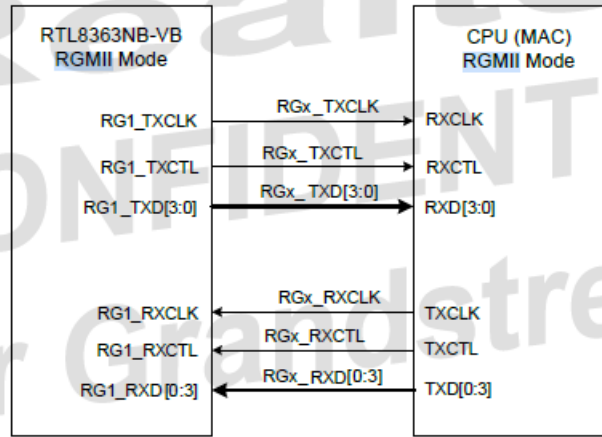 RTL8363NB-VB
RGMII Mode
CPU (MAC)
RGMII Mode
RG1_TXCLK
RGx_TXCLK
RXCLK
RG1_TXCTL
RGx_TXCTL
RXCTL
RG1_TXD[3:0]
RGx_TXD[3:0]
RXD[3:0]
RG1_RXCLK
RGx_RXCLK
TXCLK
RG1_RXCTL
RGx_RXCTL
TXCTL
RG1_RXD[0:3]
RGx_RXD[0:3]
TXD[0:3]